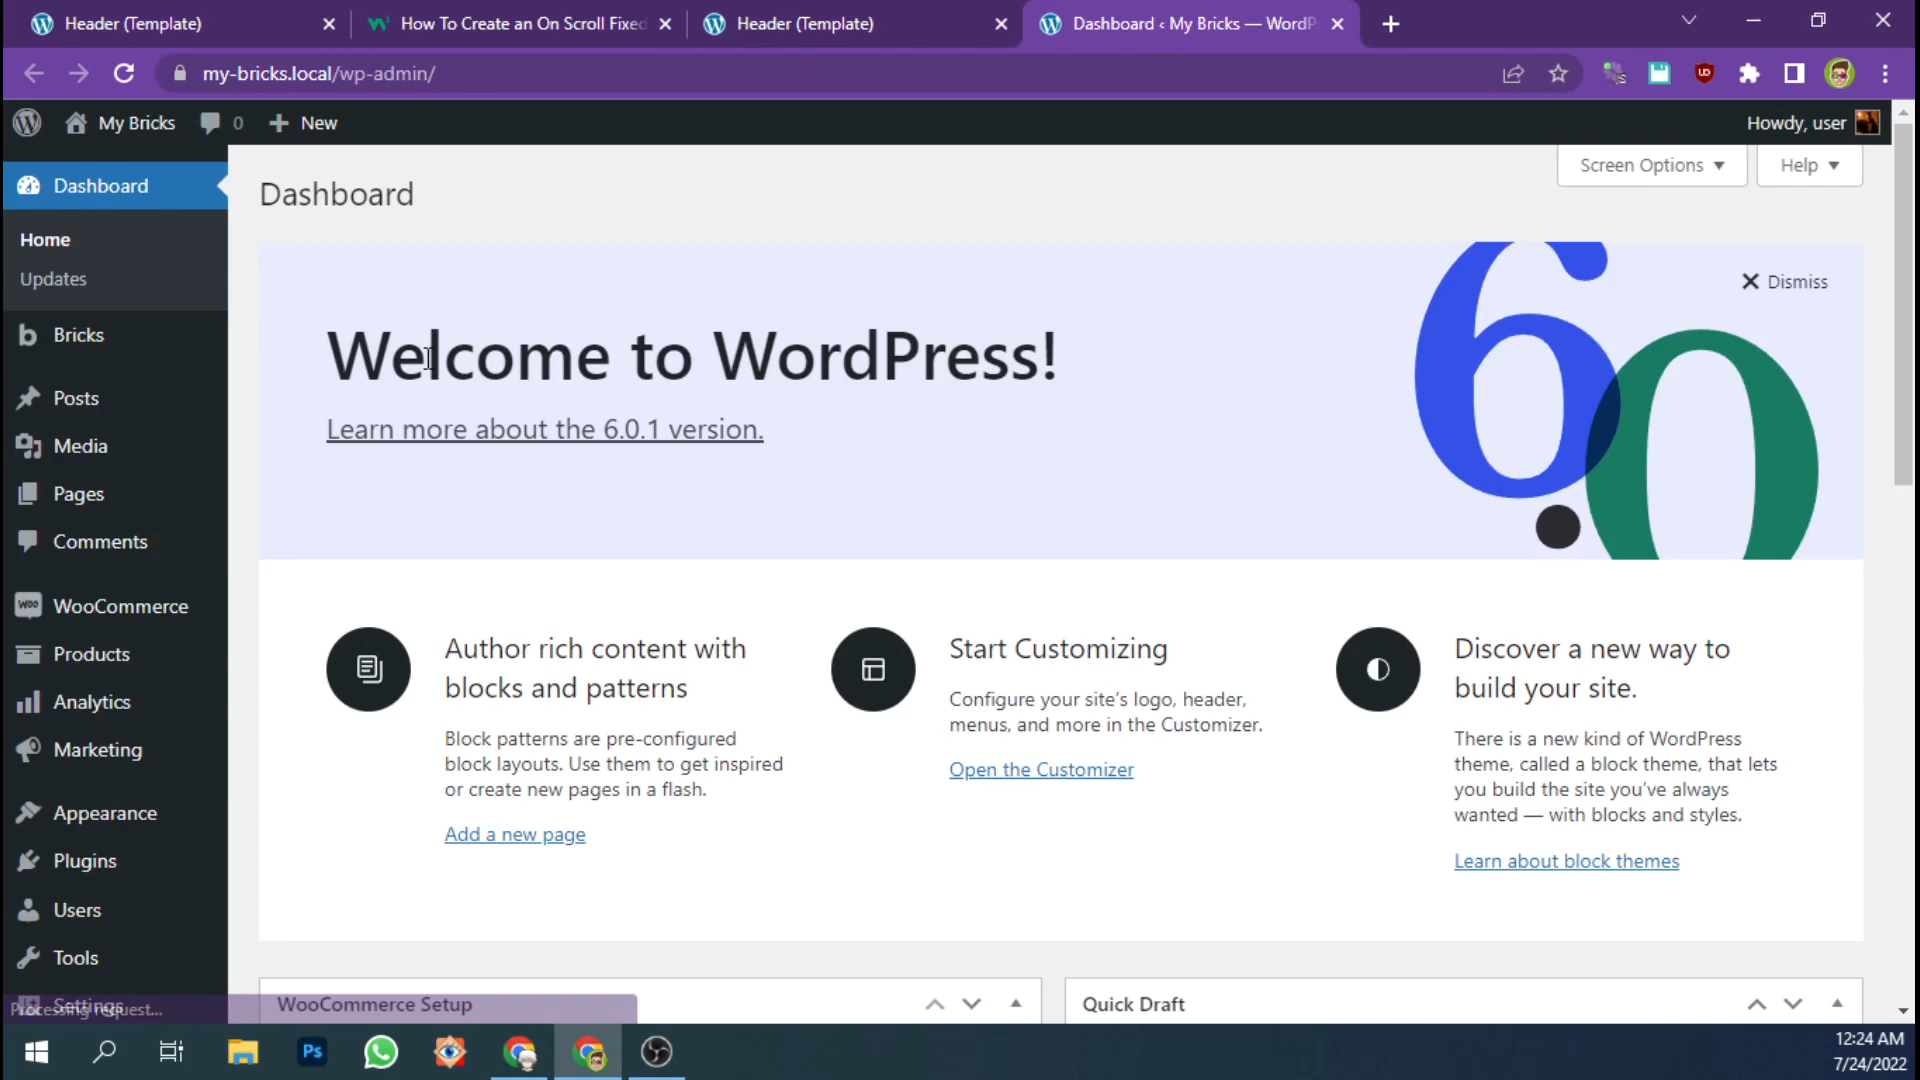 Header (Template)
How To Create an On Scroll Fixed
Header (Template)
Dashboard ‹ My Bricks — WordP
my-bricks.local/wp-admin/
My Bricks
0
New
Howdy, user
Dashboard
Home
Updates
Bricks
Posts
Media
Pages
Comments
WooCommerce
Products
Analytics
Marketing
Appearance
Plugins
Users
Tools
Settings
Processing request...
Dashboard
Screen Options
Help
Dismiss
Welcome to WordPress!
Learn more about the 6.0.1 version.
60
Author rich content with
blocks and patterns
Block patterns are pre-configured
block layouts. Use them to get inspired
or create new pages in a flash.
Add a new page
Start Customizing
Configure your site's logo, header,
menus, and more in the Customizer.
Open the Customizer
Discover a new way to
build your site.
There is a new kind of WordPress
theme, called a block theme, that lets
you build the site you've always
wanted — with blocks and styles.
Learn about block themes
WooCommerce Setup
Quick Draft
Ps
12:24 AM
7/24/2022